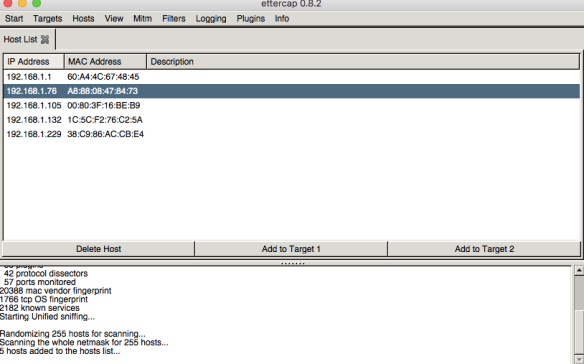 ettercap 0.8.2
Start Targets Hosts View Mitm Filters Logging Plugins Info
Host List
IP Address MAC Address Description
192.168.1.1 60:A4:4C:67:48:45
192.168.1.76 A8:88:08:47:84:73
192.168.1.105 00:80:3F:16:BE:B9
192.168.1.132 1C:5C:F2:76:C2:5A
192.168.1.229 38:C9:86:AC:CB:E4
Delete Host Add to Target 1 Add to Target 2
42 protocol dissectors
57 ports monitored
20388 mac vendor fingerprint
1766 tcp OS fingerprint
2182 known services
Starting Unified sniffing...
Randomizing 255 hosts for scanning...
Scanning the whole netmask for 255 hosts...
5 hosts added to the hosts list...